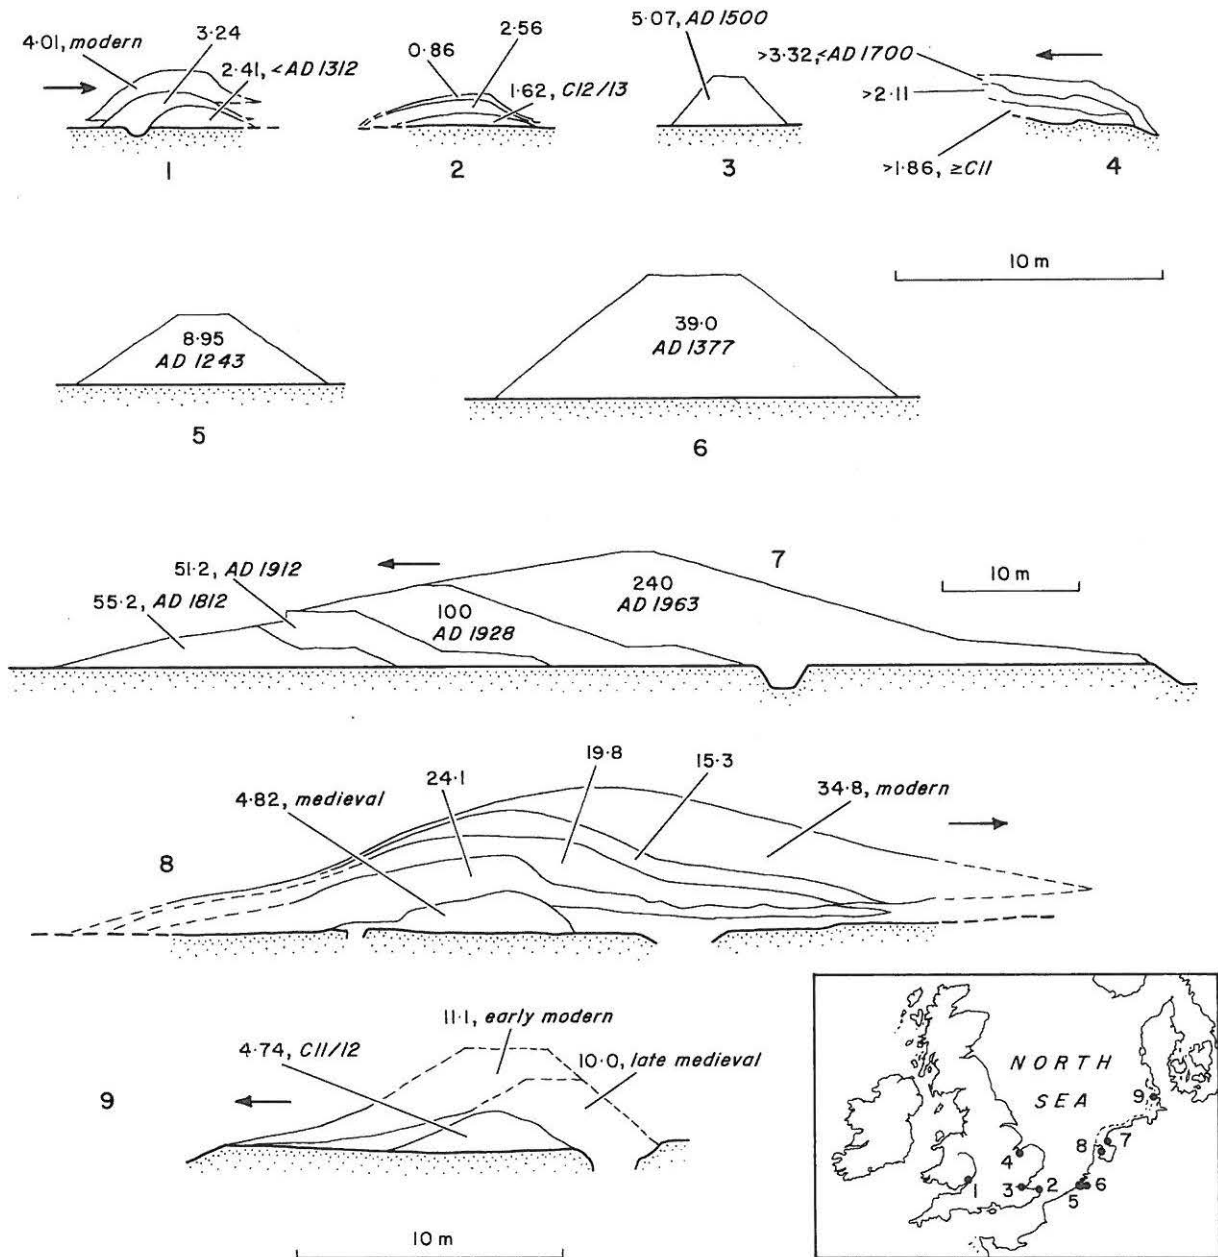 4·01, modern
3·24
2·41, <AD 1312
1
0·86
2·56
1·62, C12/13
2
5·07, AD 1500
3
>3·32, <AD 1700
>2·11
>1·86, ≥C11
4
10 m
8·95
AD 1243
5
39·0
AD 1377
6
7
55·2, AD 1812
51·2, AD 1912
100
AD 1928
240
AD 1963
10 m
8
4·82, medieval
24·1
19·8
15·3
34·8, modern
9
4·74, C11/12
11·1, early modern
10·0, late medieval
10 m
NORTH
SEA
1
2
3
4
5
6
7
8
9